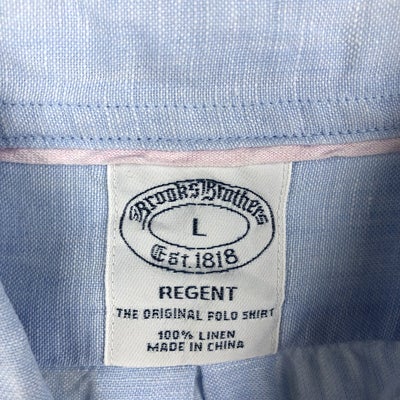 Brooks Brothers
L
Est. 1818
REGENT
THE ORIGINAL POLO SHIRT
100% LINEN
MADE IN CHINA